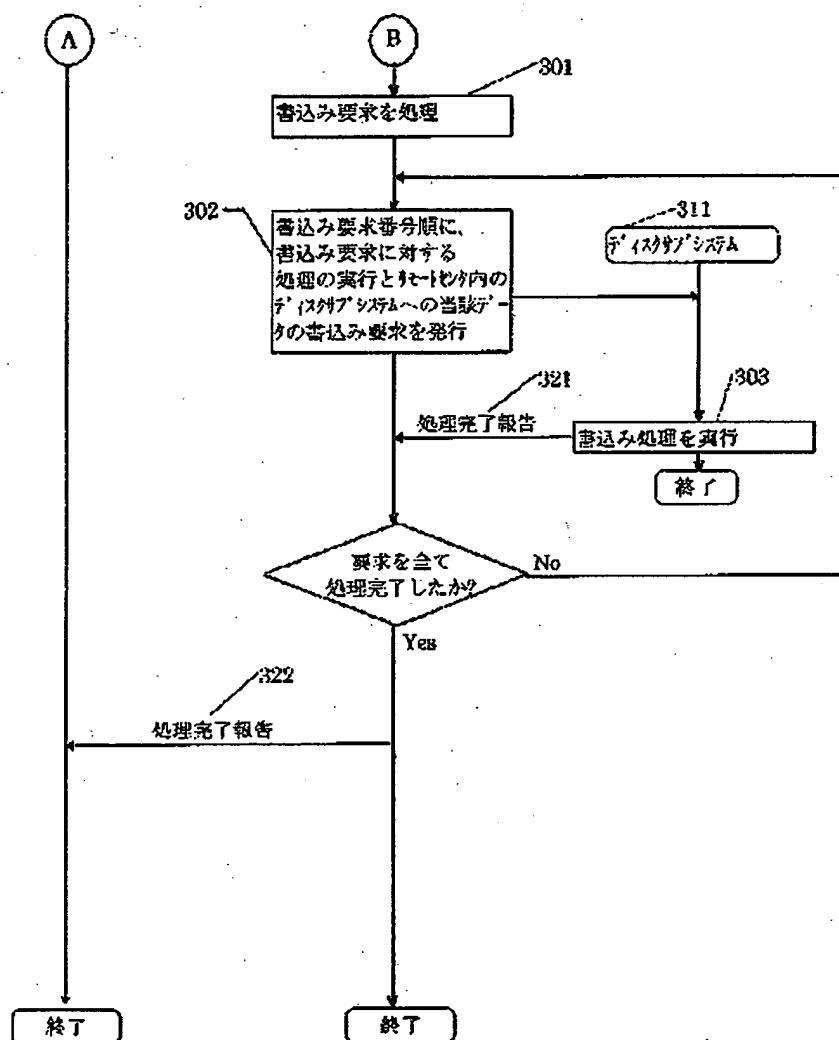 A
B
301
書込み要求を処理
302
書込み要求番号順に、
書込み要求に対する
処理の実行とリモートセンタ内の
ディスクサブシステムへの当該デー
タの書込み要求を発行
311
ディスクサブシステム
321
303
処理完了報告
書込み処理を実行
終了
要求を全て
処理完了したか?
No
Yes
322
処理完了報告
終了
終了